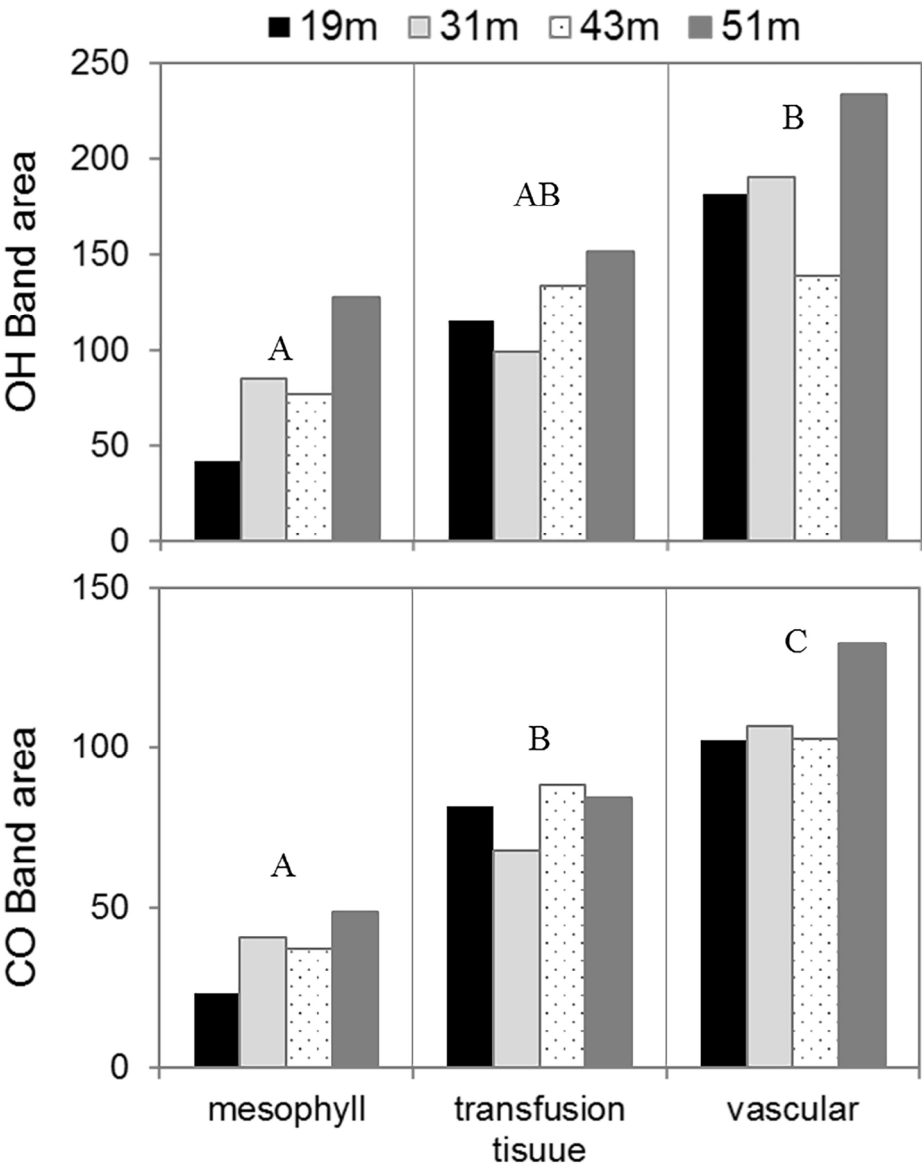 19m 31m 43m 51m
OH Band area
250
200
150
100
50
0
A
AB
B
CO Band area
150
100
50
0
A
B
C
mesophyll transfusion vascular
tisuue